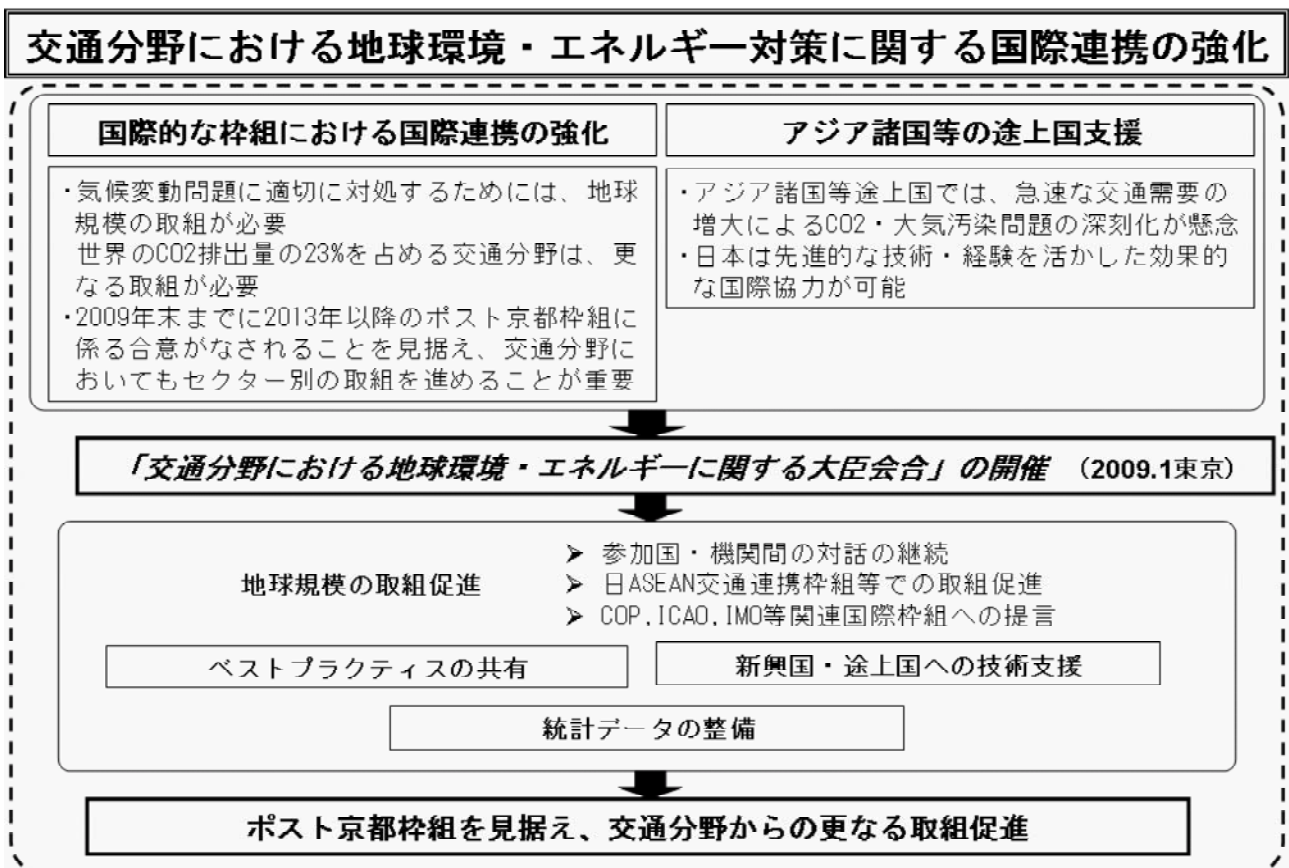 交通分野における地球環境・エネルギー対策に関する国際連携の強化
国際的な枠組における国際連携の強化
・気候変動問題に適切に対処するためには、地球
規模の取組が必要
世界のCO2排出量の23%を占める交通分野は、更
なる取組が必要
・2009年末までに2013年以降のポスト京都枠組に
係る合意がなされることを見据え、交通分野に
おいてもセクター別の取組を進めることが重要
アジア諸国等の途上国支援
・アジア諸国等途上国では、急速な交通需要の
増大によるCO2・大気汚染問題の深刻化が懸念
・日本は先進的な技術・経験を活かした効果的
な国際協力が可能
「交通分野における地球環境・エネルギーに関する大臣会合」の開催 （2009.1東京）
地球規模の取組促進
➢ 参加国・機関間の対話の継続
➢ 日ASEAN交通連携枠組等での取組促進
➢ COP,ICAO,IMO等関連国際枠組への提言
ベストプラクティスの共有
新興国・途上国への技術支援
統計データの整備
ポスト京都枠組を見据え、交通分野からの更なる取組促進